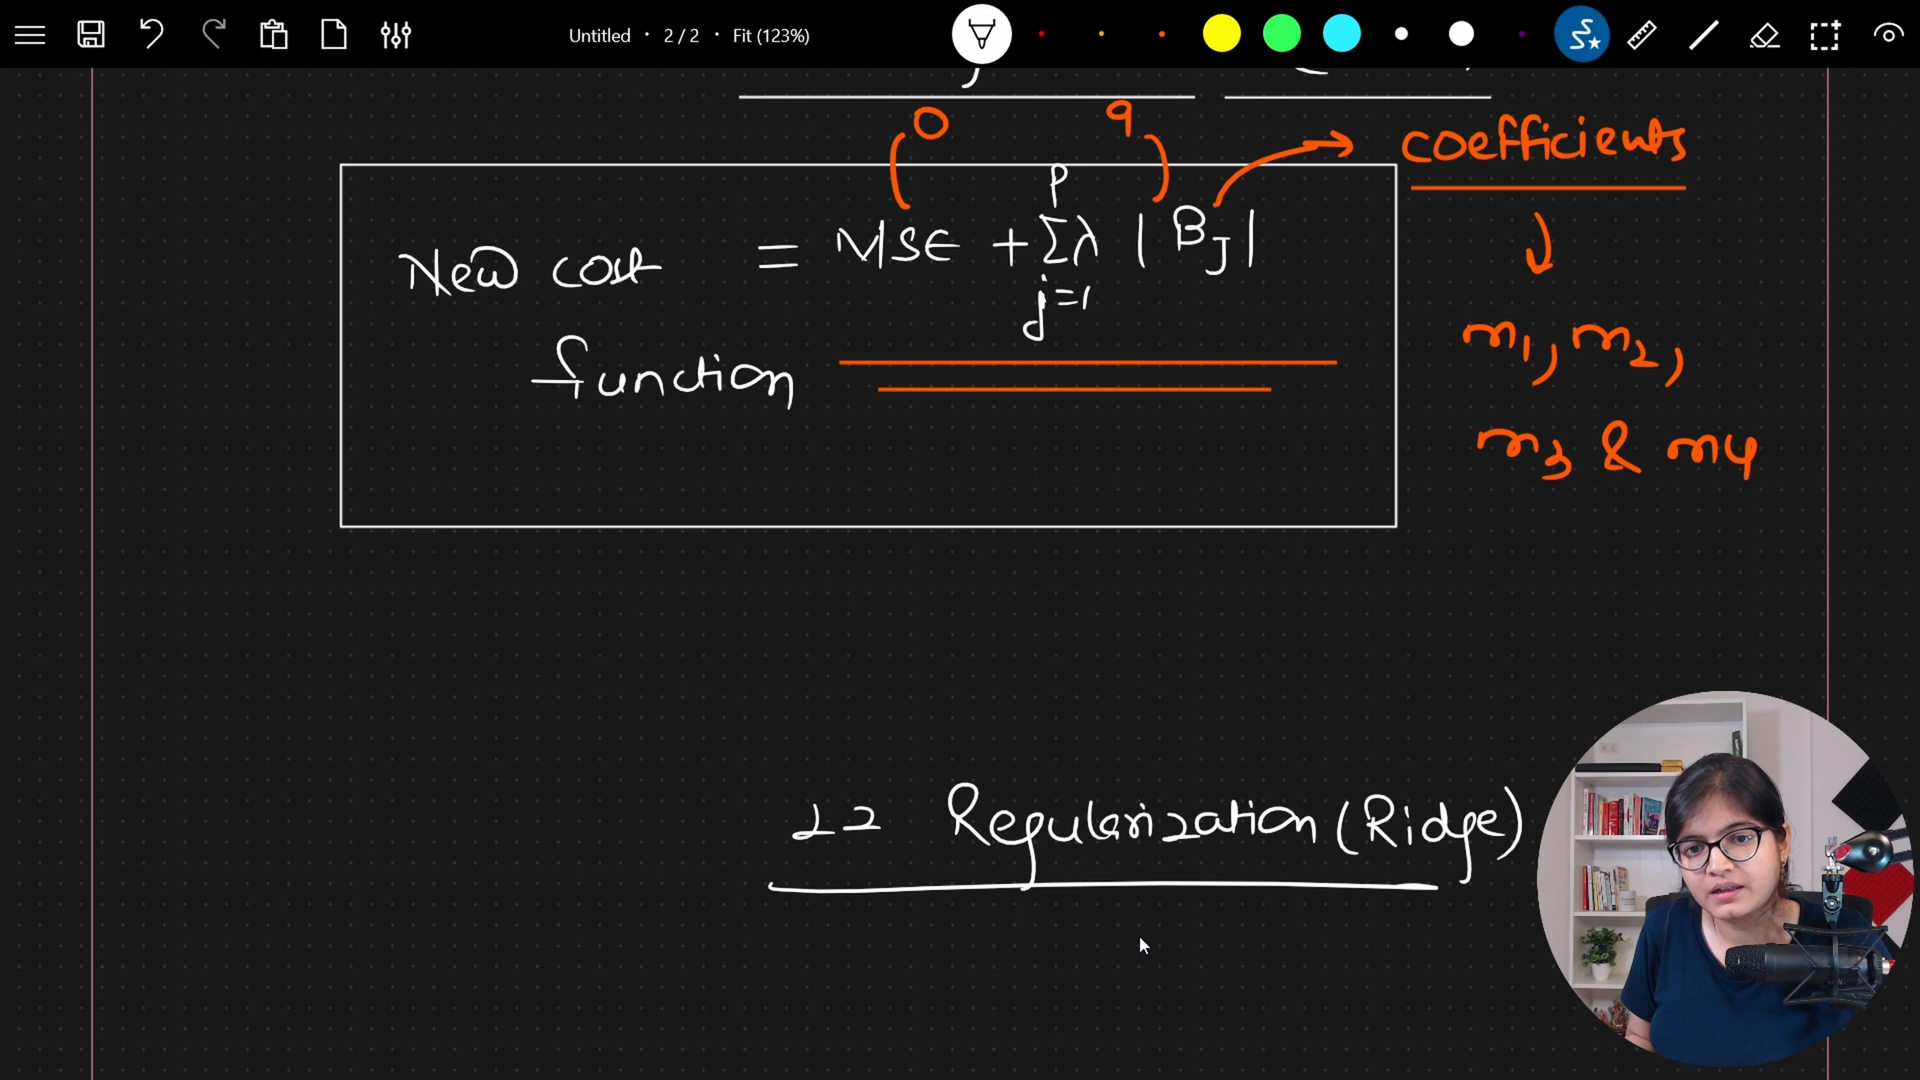 Untitled • 2 / 2 • Fit (123%)
0 9
coefficients
New cost function = MSE + Σλ |BJ|
P
j=1
m1, m2,
m3 & m4
L2 Regularization (Ridge)